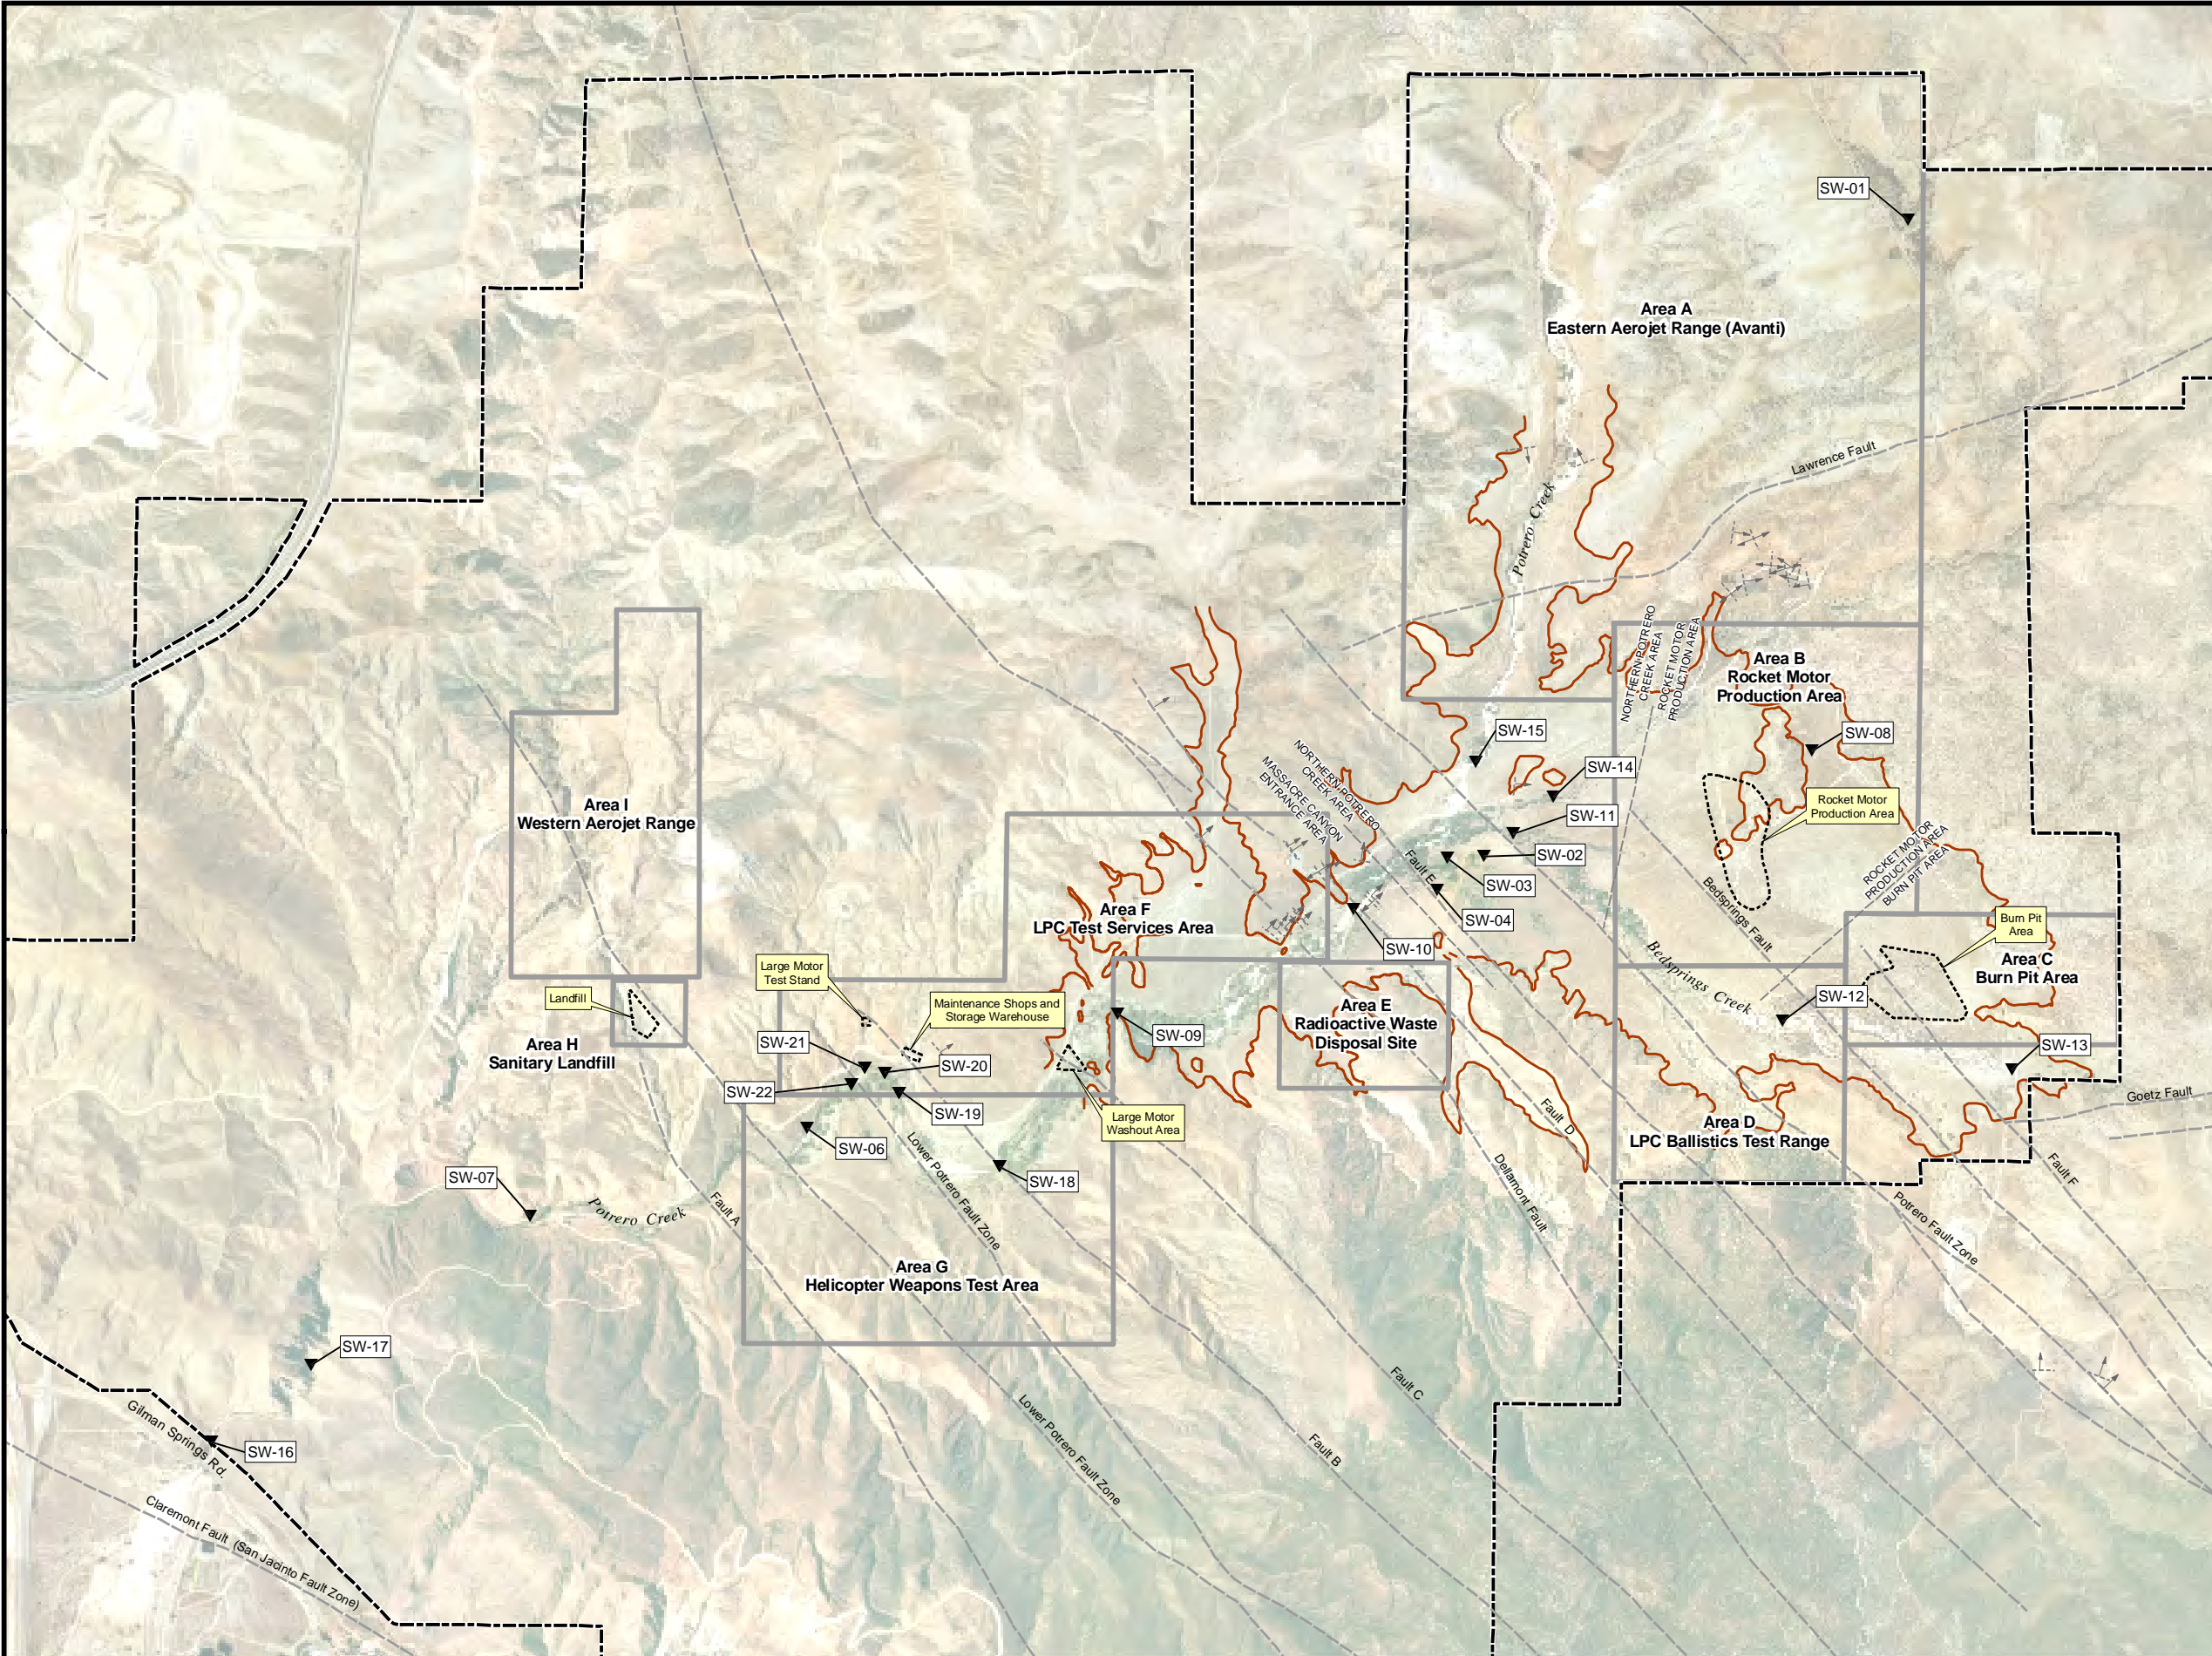 SW-01
Area A
Eastern Aerojet Range (Avanti)
Lawrence Fault
Potrero Creek
NORTHERN POTRERO
CREEK AREA
ROCKET MOTOR
PRODUCTION AREA
Area B
Rocket Motor
Production Area
SW-15
SW-08
SW-14
NORTHERN POTRERO
CREEK AREA
MASSACRE CANYON
ENTRANCE AREA
Area I
Western Aerojet Range
Rocket Motor
Production Area
SW-11
SW-02
Fault E
SW-03
ROCKET MOTOR
PRODUCTION AREA
BURN PIT AREA
SW-04
Area F
LPC Test Services Area
Bedsprings Fault
Burn Pit
Area
SW-10
Area C
Burn Pit Area
Large Motor
Test Stand
Bedsprings Creek
SW-12
Landfill
Maintenance Shops and
Storage Warehouse
Area E
Radioactive Waste
Disposal Site
SW-09
Area H
Sanitary Landfill
SW-21
SW-13
SW-20
SW-22
Goetz Fault
SW-19
Large Motor
Washout Area
Fault D
Area D
LPC Ballistics Test Range
SW-06
Lower Potrero Fault Zone
SW-07
SW-18
Dellamont Fault
Fault F
Potrero Creek
Fault A
Potrero Fault Zone
Area G
Helicopter Weapons Test Area
SW-17
Fault C
Gilman Springs Rd.
SW-16
Lower Potrero Fault Zone
Fault B
Claremont Fault (San Jacinto Fault Zone)